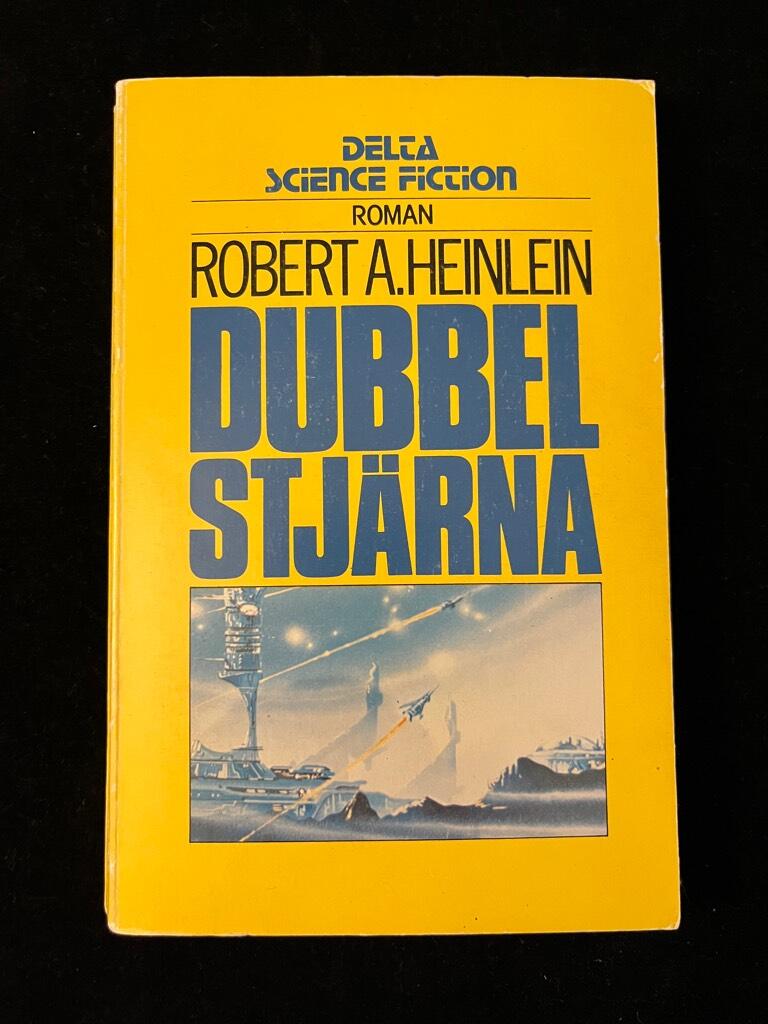 DELTA
SCIENCE FICTION
ROMAN
ROBERT A. HEINLEIN
DUBBEL
STJÄRNA